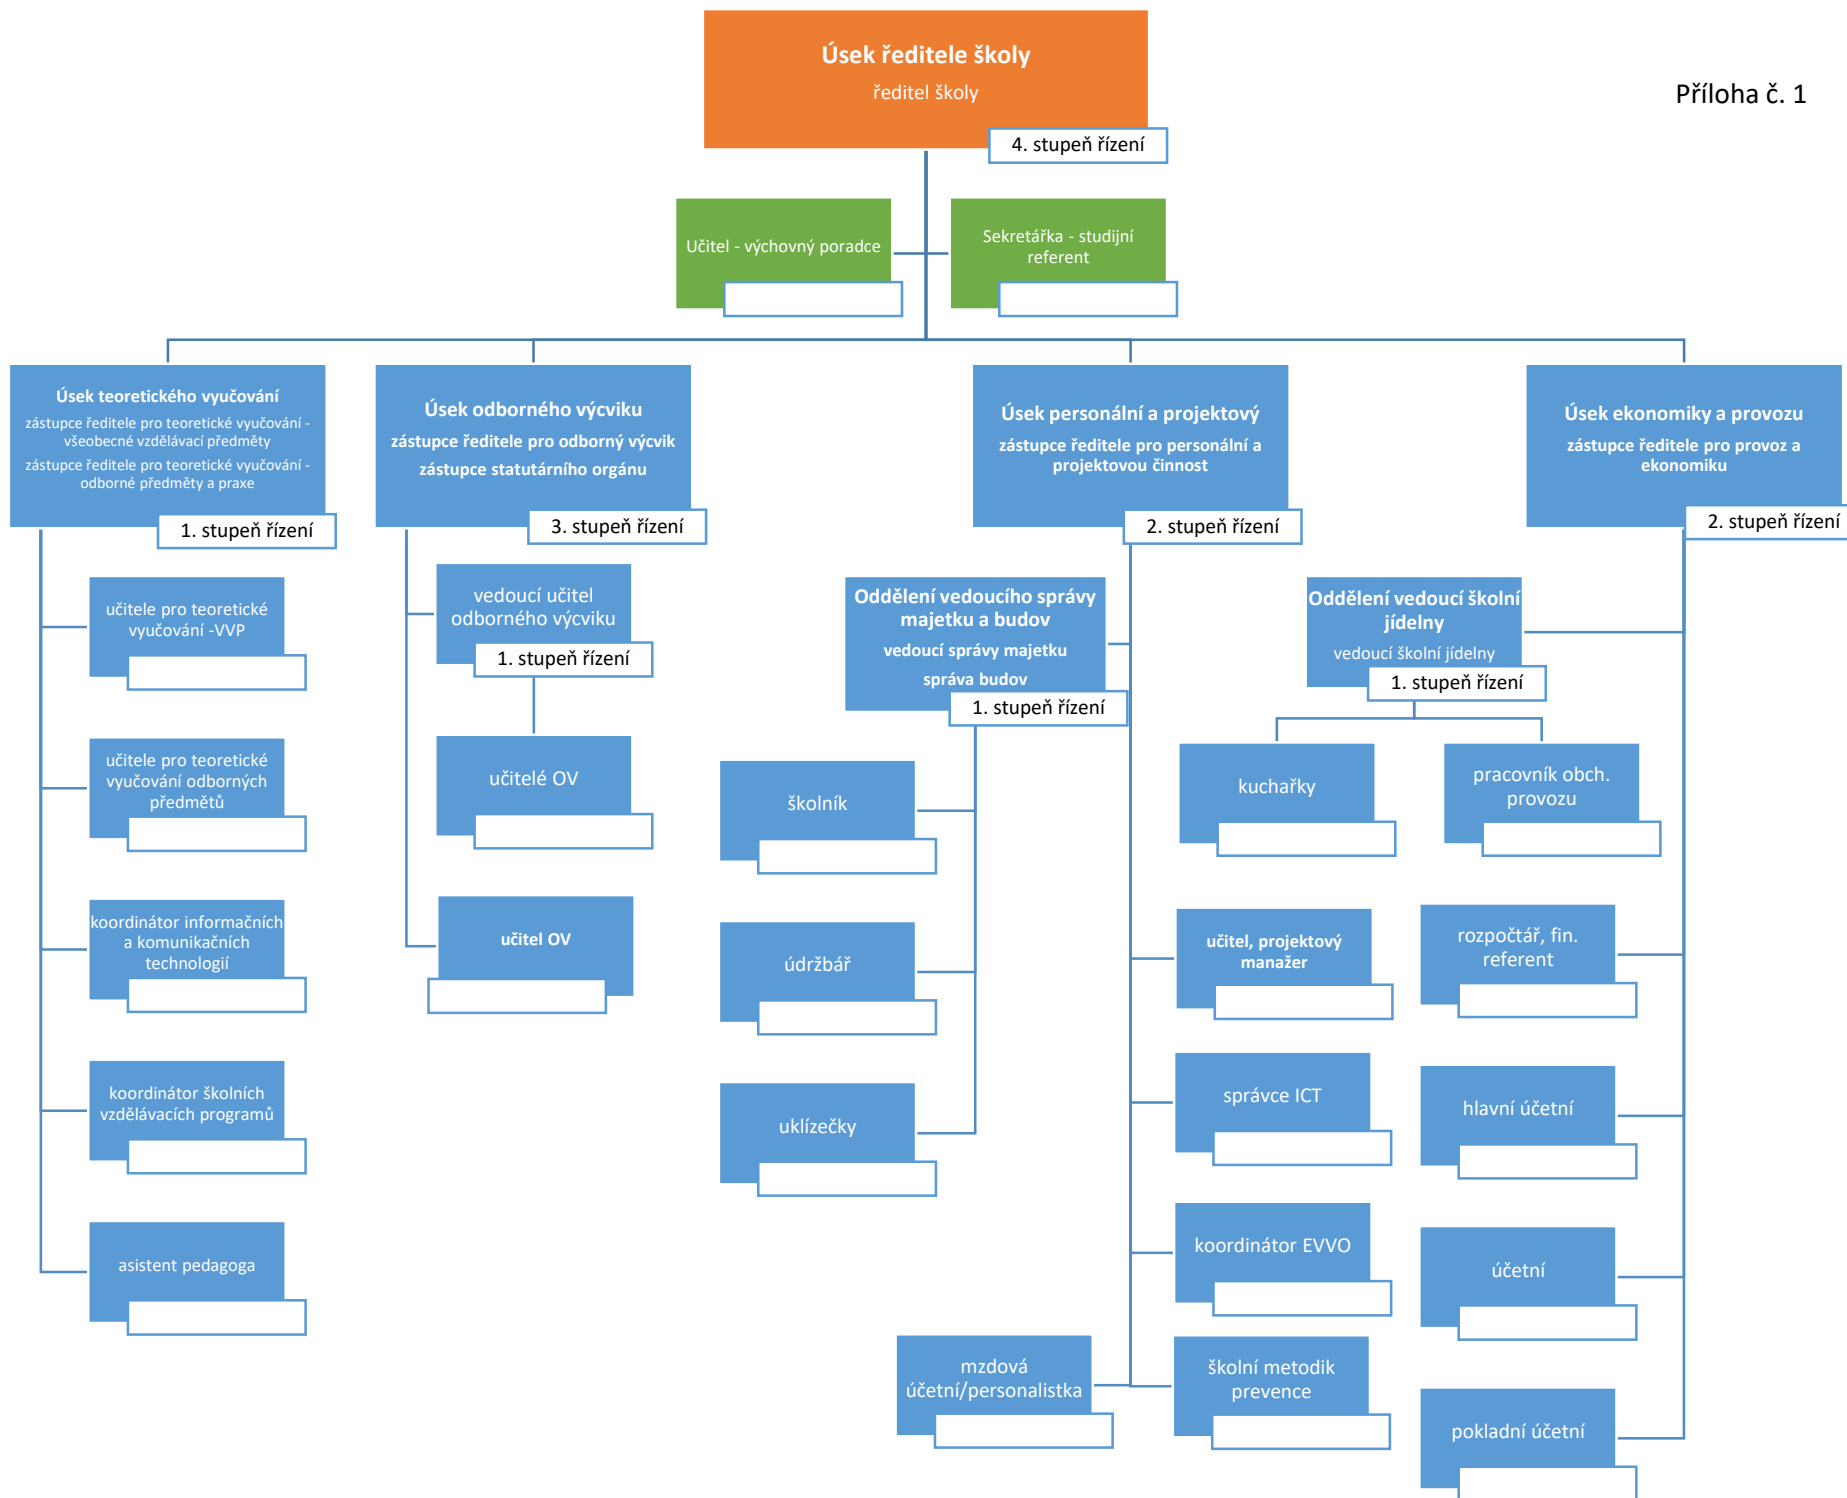 Úsek ředitele školy
ředitel školy
4. stupeň řízení
Příloha č. 1
Učitel - výchovný poradce
Sekretářka - studijní
referent
Úsek teoretického vyučování
zástupce ředitele pro teoretické vyučování -
všeobecné vzdělávací předměty
zástupce ředitele pro teoretické vyučování -
odborné předměty a praxe
1. stupeň řízení
učitele pro teoretické
vyučování -VVP
učitele pro teoretické
vyučování odborných
předmětů
koordinátor informačních
a komunikačních
technologií
koordinátor školních
vzdělávacích programů
asistent pedagoga
Úsek odborného výcviku
zástupce ředitele pro odborný výcvik
zástupce statutárního orgánu
3. stupeň řízení
vedoucí učitel
odborného výcviku
1. stupeň řízení
učitelé OV
učitel OV
Úsek personální a projektový
zástupce ředitele pro personální a
projektovou činnost
2. stupeň řízení
Oddělení vedoucího správy
majetku a budov
vedoucí správy majetku
správa budov
1. stupeň řízení
školník
údržbář
uklízečky
učitel, projektový
manažer
správce ICT
koordinátor EVVO
mzdová
účetní/personalistka
školní metodik
prevence
Úsek ekonomiky a provozu
zástupce ředitele pro provoz a
ekonomiku
2. stupeň řízení
Oddělení vedoucí školní
jídelny
vedoucí školní jídelny
1. stupeň řízení
kuchařky
pracovník obch.
provozu
rozpočtář, fin.
referent
hlavní účetní
účetní
pokladní účetní